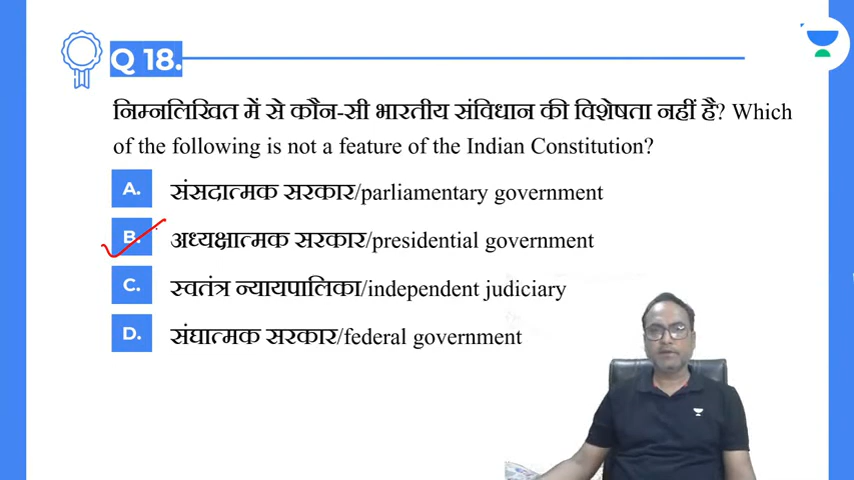 Q 18.
निम्नलिखित में से कौन-सी भारतीय संविधान की विशेषता नहीं है? Which
of the following is not a feature of the Indian Constitution?
A. संसदात्मक सरकार/parliamentary government
B. अध्यक्षात्मक सरकार/presidential government
C. स्वतंत्र न्यायपालिका/independent judiciary
D. संघात्मक सरकार/federal government